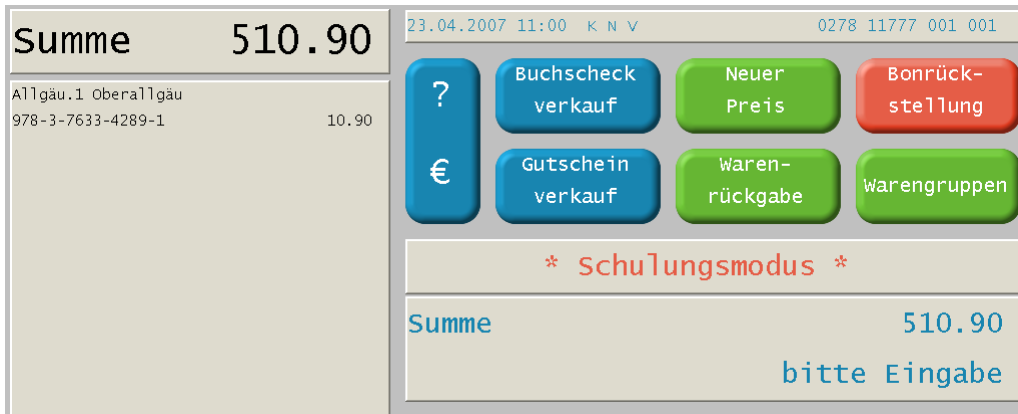 Summe 510.90
Allgäu.1 Oberallgäu
978-3-7633-4289-1 10.90
23.04.2007 11:00 K N V 0278 11777 001 001
?
€
Buchscheck
verkauf
Neuer
Preis
Bonrück-
stellung
Gutschein
verkauf
Waren-
rückgabe
Warengruppen
* Schulungsmodus *
Summe 510.90
bitte Eingabe